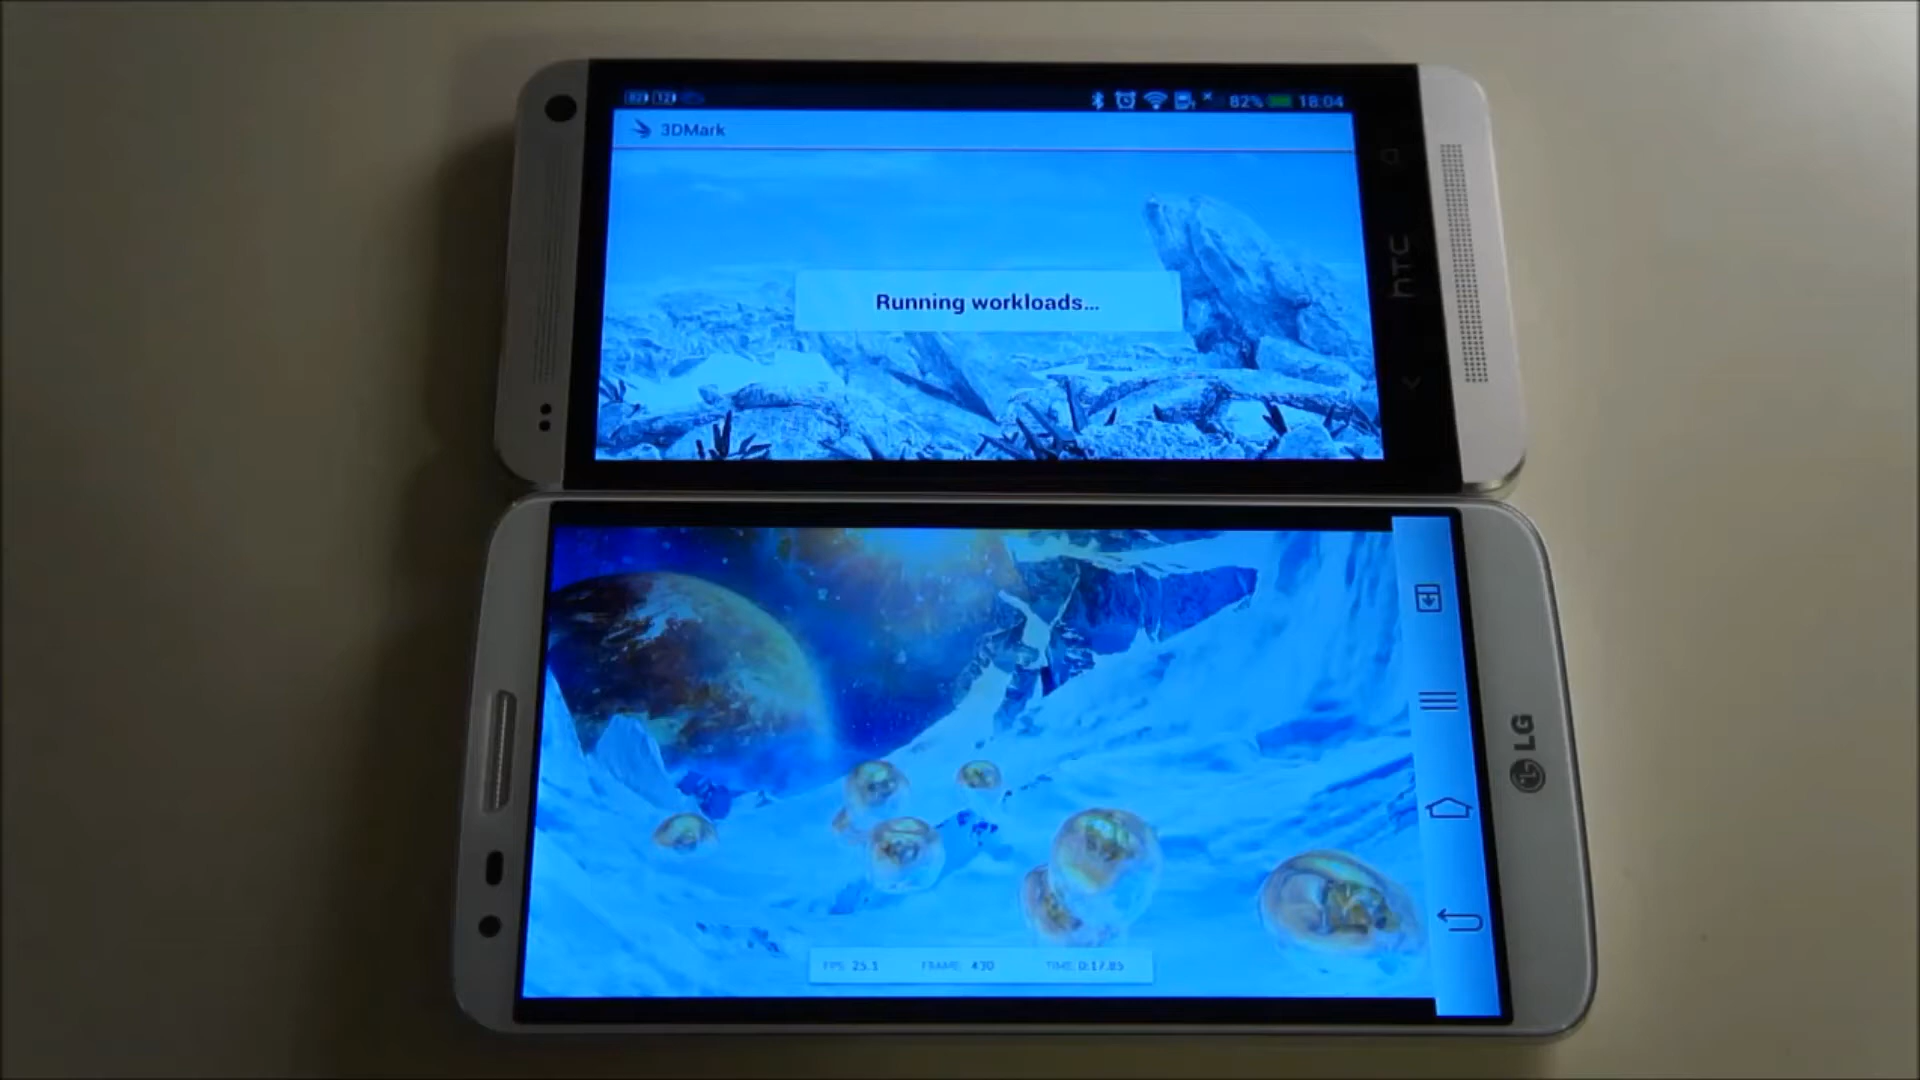 82% 18:04
3DMark
Running workloads...
hTC
LG
FPS: 25.1 FRAME: 430 TIME: 0:17.85